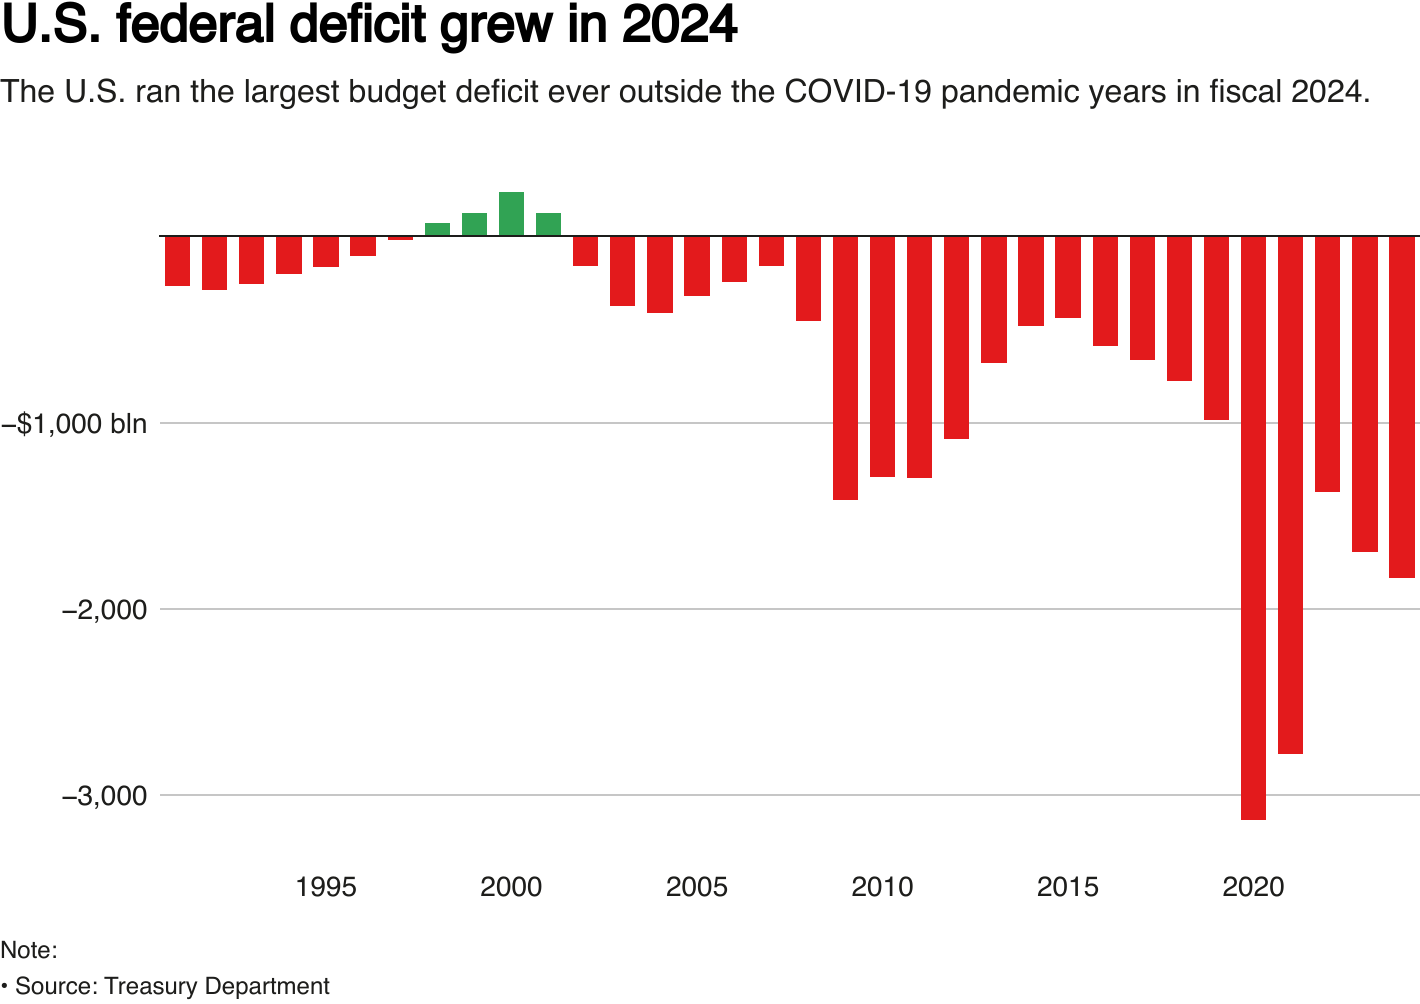 U.S. federal deficit grew in 2024
The U.S. ran the largest budget deficit ever outside the COVID-19 pandemic years in fiscal 2024.
−$1,000 bln
−2,000
−3,000
1995 2000 2005 2010 2015 2020
Note:
• Source: Treasury Department